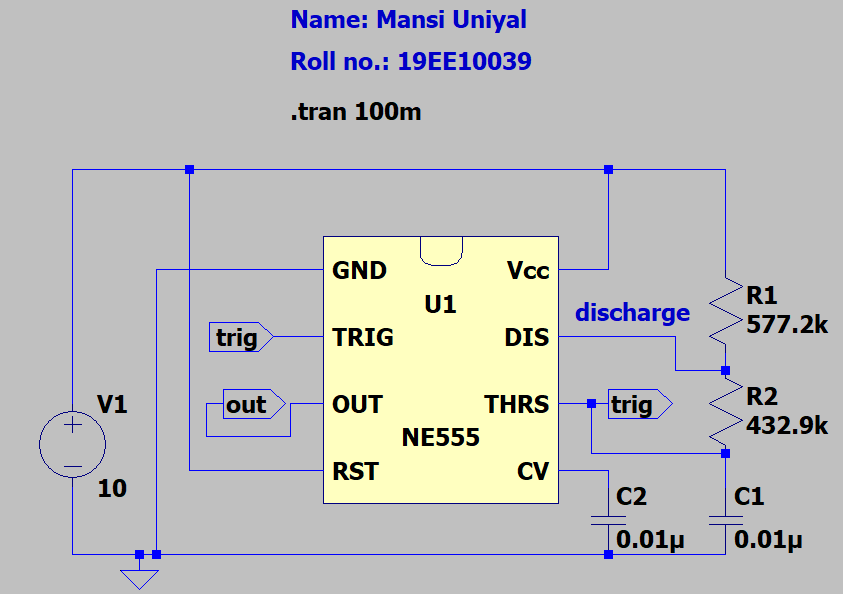 Name: Mansi Uniyal
Roll no.: 19EE10039
.tran 100m
GND
Vcc
U1
R1
577.2k
discharge
trig
TRIG
DIS
R2
432.9k
out
OUT
THRS
trig
NE555
V1
10
RST
CV
C2
0.01µ
C1
0.01µ